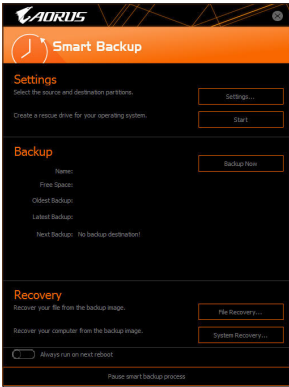 AORUS
Smart Backup
Settings
Select the source and destination partitions.
Settings...
Create a rescue drive for your operating system.
Start
Backup
Backup Now
Name:
Free Space:
Oldest Backup:
Latest Backup:
Next Backup: No backup destination!
Recovery
Recover your file from the backup image.
File Recovery...
Recover your computer from the backup image.
System Recovery...
Always run on next reboot
Pause smart backup process